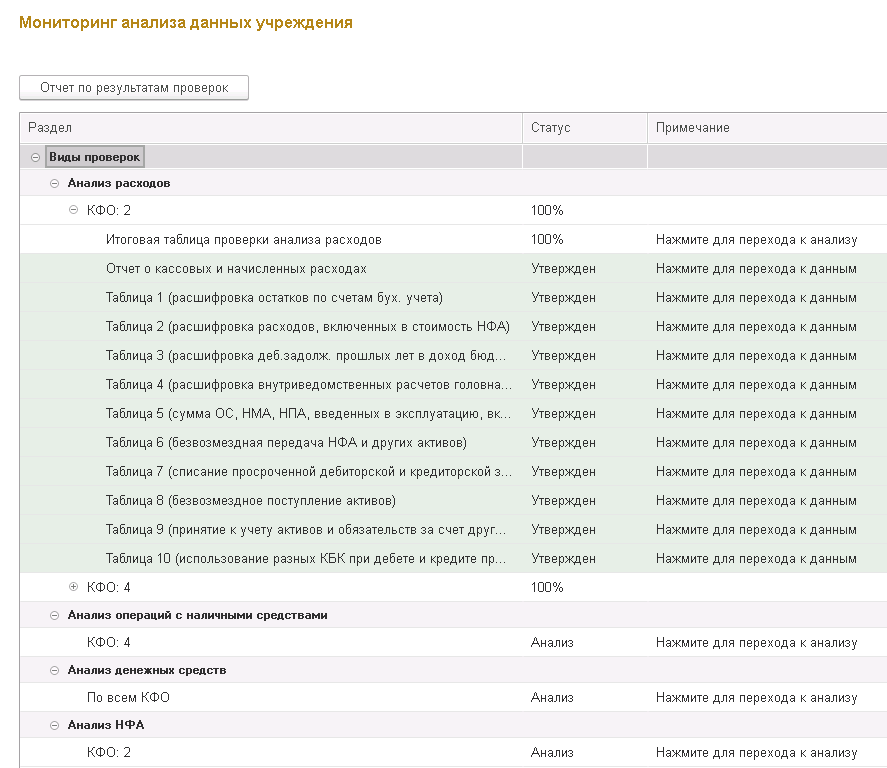 Мониторинг анализа данных учреждения
Отчет по результатам проверок
Раздел Статус Примечание
Виды проверок
Анализ расходов
КФО: 2 100%
Итоговая таблица проверки анализа расходов 100% Нажмите для перехода к анализу
Отчет о кассовых и начисленных расходах Утвержден Нажмите для перехода к данным
Таблица 1 (расшифровка остатков по счетам бух. учета) Утвержден Нажмите для перехода к данным
Таблица 2 (расшифровка расходов, включенных в стоимость НФА) Утвержден Нажмите для перехода к данным
Таблица 3 (расшифровка деб.задолж. прошлых лет в доход бюд... Утвержден Нажмите для перехода к данным
Таблица 4 (расшифровка внутриведомственных расчетов головна... Утвержден Нажмите для перехода к данным
Таблица 5 (сумма ОС, НМА, НПА, введенных в эксплуатацию, вк... Утвержден Нажмите для перехода к данным
Таблица 6 (безвозмездная передача НФА и других активов) Утвержден Нажмите для перехода к данным
Таблица 7 (списание просроченной дебиторской и кредиторской з... Утвержден Нажмите для перехода к данным
Таблица 8 (безвозмездное поступление активов) Утвержден Нажмите для перехода к данным
Таблица 9 (принятие к учету активов и обязательств за счет друг... Утвержден Нажмите для перехода к данным
Таблица 10 (использование разных КБК при дебете и кредите пр... Утвержден Нажмите для перехода к данным
КФО: 4 100%
Анализ операций с наличными средствами
КФО: 4 Анализ Нажмите для перехода к анализу
Анализ денежных средств
По всем КФО Анализ Нажмите для перехода к анализу
Анализ НФА
КФО: 2 Анализ Нажмите для перехода к анализу